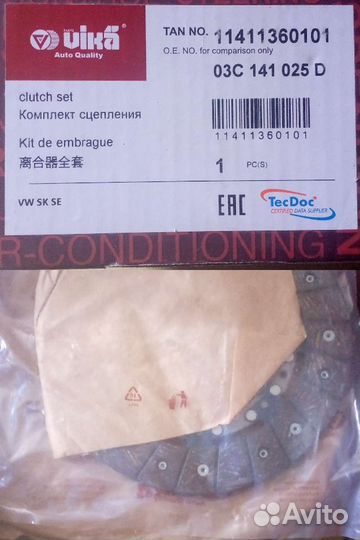 vika
Auto Quality
TAN NO. 11411360101
O.E. NO. for comparison only
03C 141 025 D
clutch set
Комплект сцепления
Kit de embrague
离合器全套
11411360101
1 PC(S)
VW SK SE
EAC
TecDoc
CERTIFIED DATA SUPPLIER
R-CONDITIONING
Avito